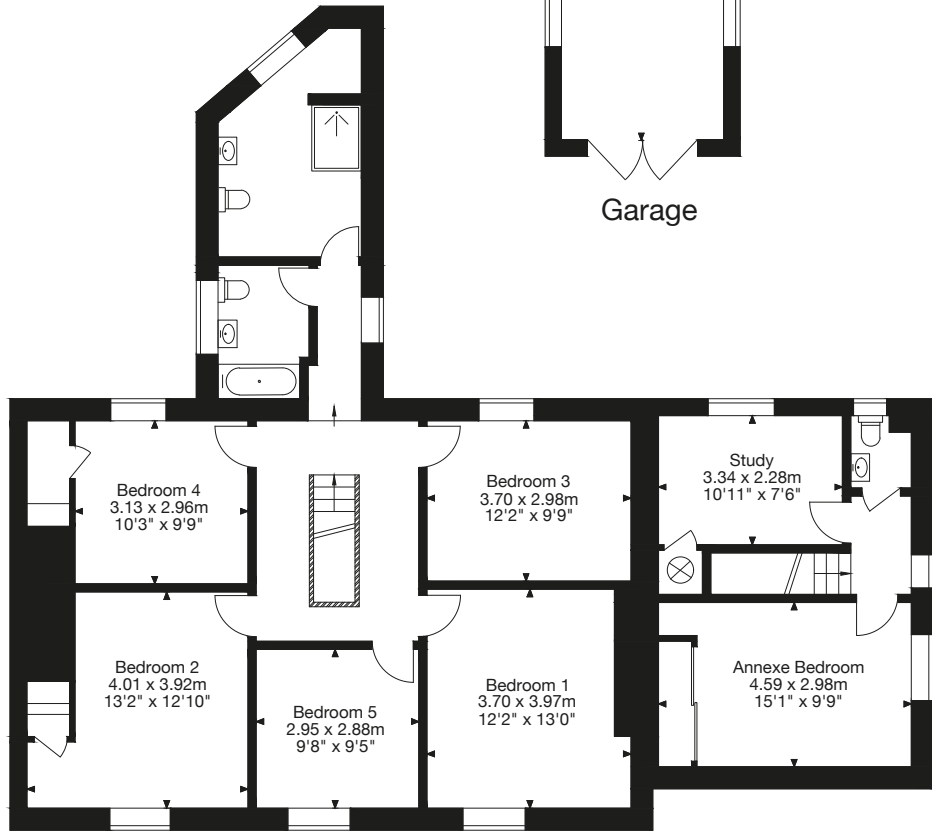 Garage
Bedroom 4
3.13 x 2.96m
10'3" x 9'9"
Bedroom 3
3.70 x 2.98m
12'2" x 9'9"
Study
3.34 x 2.28m
10'11" x 7'6"
Bedroom 2
4.01 x 3.92m
13'2" x 12'10"
Bedroom 5
2.95 x 2.88m
9'8" x 9'5"
Bedroom 1
3.70 x 3.97m
12'2" x 13'0"
Annexe Bedroom
4.59 x 2.98m
15'1" x 9'9"